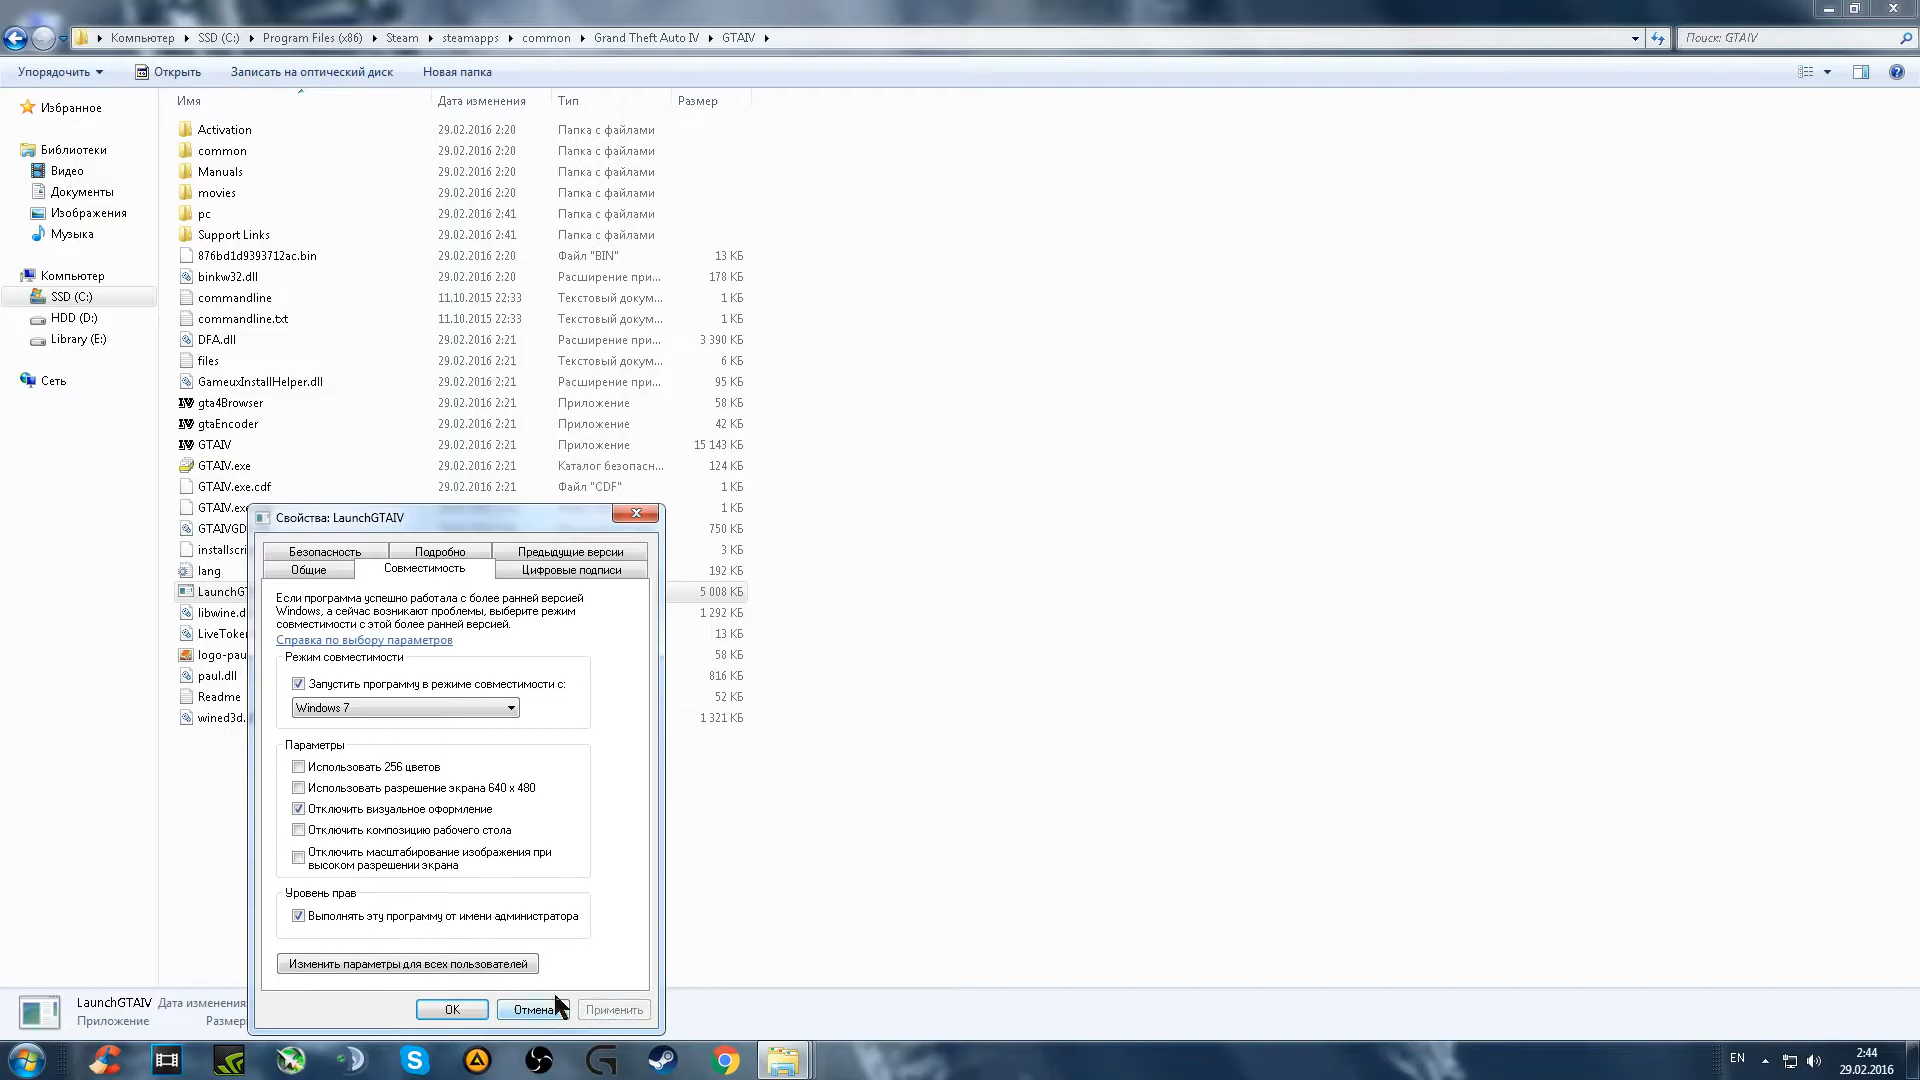 Компьютер SSD (C:) Program Files (x86) Steam steamapps common Grand Theft Auto IV GTAIV
Поиск: GTAIV
Упорядочить Открыть Записать на оптический диск Новая папка
Имя Дата изменения Тип Размер
Избранное
Библиотеки
Видео
Документы
Изображения
Музыка
Компьютер
SSD (C:)
HDD (D:)
Library (E:)
Сеть
Activation 29.02.2016 2:20 Папка с файлами
common 29.02.2016 2:20 Папка с файлами
Manuals 29.02.2016 2:20 Папка с файлами
movies 29.02.2016 2:20 Папка с файлами
pc 29.02.2016 2:41 Папка с файлами
Support Links 29.02.2016 2:41 Папка с файлами
876bd1d9393712ac.bin 29.02.2016 2:20 Файл "BIN" 13 КБ
binkw32.dll 29.02.2016 2:20 Расширение при... 178 КБ
commandline 11.10.2015 22:33 Текстовый докум... 1 КБ
commandline.txt 11.10.2015 22:33 Текстовый докум... 1 КБ
DFA.dll 29.02.2016 2:21 Расширение при... 3 390 КБ
files 29.02.2016 2:21 Текстовый докум... 6 КБ
GameuxInstallHelper.dll 29.02.2016 2:21 Расширение при... 95 КБ
gta4Browser 29.02.2016 2:21 Приложение 58 КБ
gtaEncoder 29.02.2016 2:21 Приложение 42 КБ
GTAIV 29.02.2016 2:21 Приложение 15 143 КБ
GTAIV.exe 29.02.2016 2:21 Каталог безопасн... 124 КБ
GTAIV.exe.cdf 29.02.2016 2:21 Файл "CDF" 1 КБ
GTAIV.exe 1 КБ
GTAIVGD 750 КБ
installscri 3 КБ
lang 192 КБ
LaunchGT 5 008 КБ
libwine.d 1 292 КБ
LiveToken 13 КБ
logo-pau 58 КБ
paul.dll 816 КБ
Readme 52 КБ
wined3d. 1 321 КБ
Свойства: LaunchGTAIV
Безопасность Подробно Предыдущие версии
Общие Совместимость Цифровые подписи
Если программа успешно работала с более ранней версией
Windows, а сейчас возникают проблемы, выберите режим
совместимости с этой более ранней версией.
Справка по выбору параметров
Режим совместимости
Запустить программу в режиме совместимости с:
Windows 7
Параметры
Использовать 256 цветов
Использовать разрешение экрана 640 x 480
Отключить визуальное оформление
Отключить композицию рабочего стола
Отключить масштабирование изображения при
высоком разрешении экрана
Уровень прав
Выполнять эту программу от имени администратора
Изменить параметры для всех пользователей
OK Отмена Применить
LaunchGTAIV Дата изменения
Приложение Размер
EN
2:44
29.02.2016